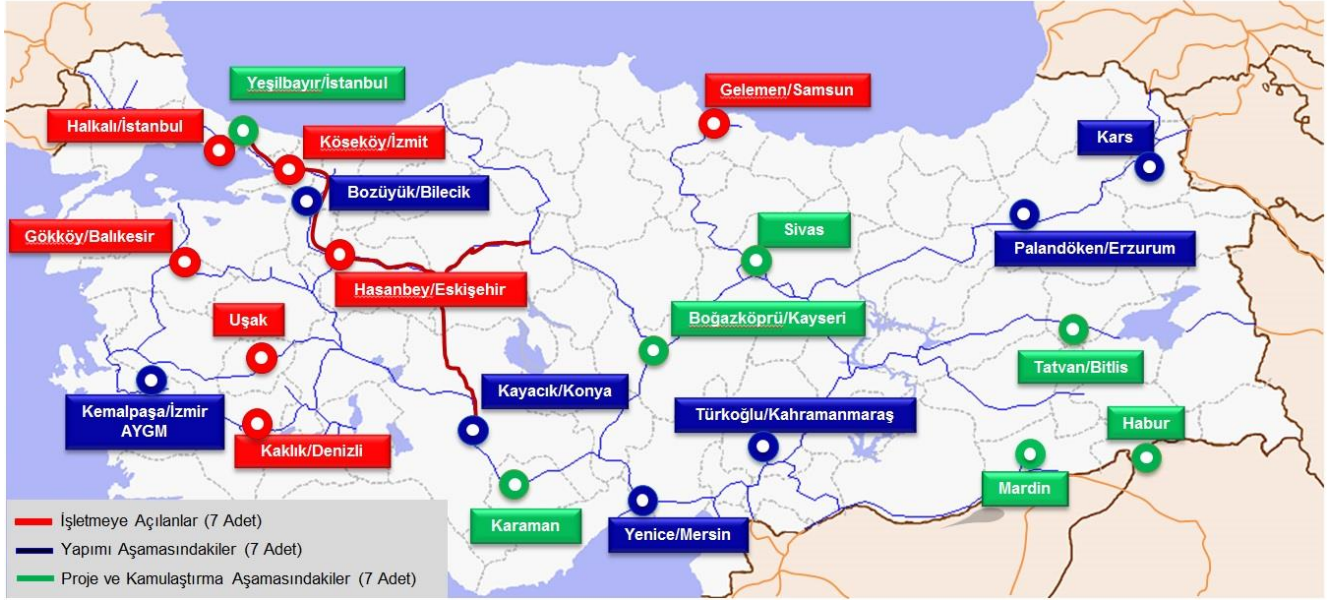 Yeşilbayır/İstanbul
Gelemen/Samsun
Halkalı/İstanbul
Köseköy/İzmit
Kars
Bozüyük/Bilecik
Gökköy/Balıkesir
Sivas
Palandöken/Erzurum
Hasanbey/Eskişehir
Uşak
Boğazköprü/Kayseri
Tatvan/Bitlis
Kayacık/Konya
Kemalpaşa/İzmir
AYGM
Türkoğlu/Kahramanmaraş
Habur
Kaklık/Denizli
Mardin
Karaman
Yenice/Mersin
İşletmeye Açılanlar (7 Adet)
Yapımı Aşamasındakiler (7 Adet)
Proje ve Kamulaştırma Aşamasındakiler (7 Adet)